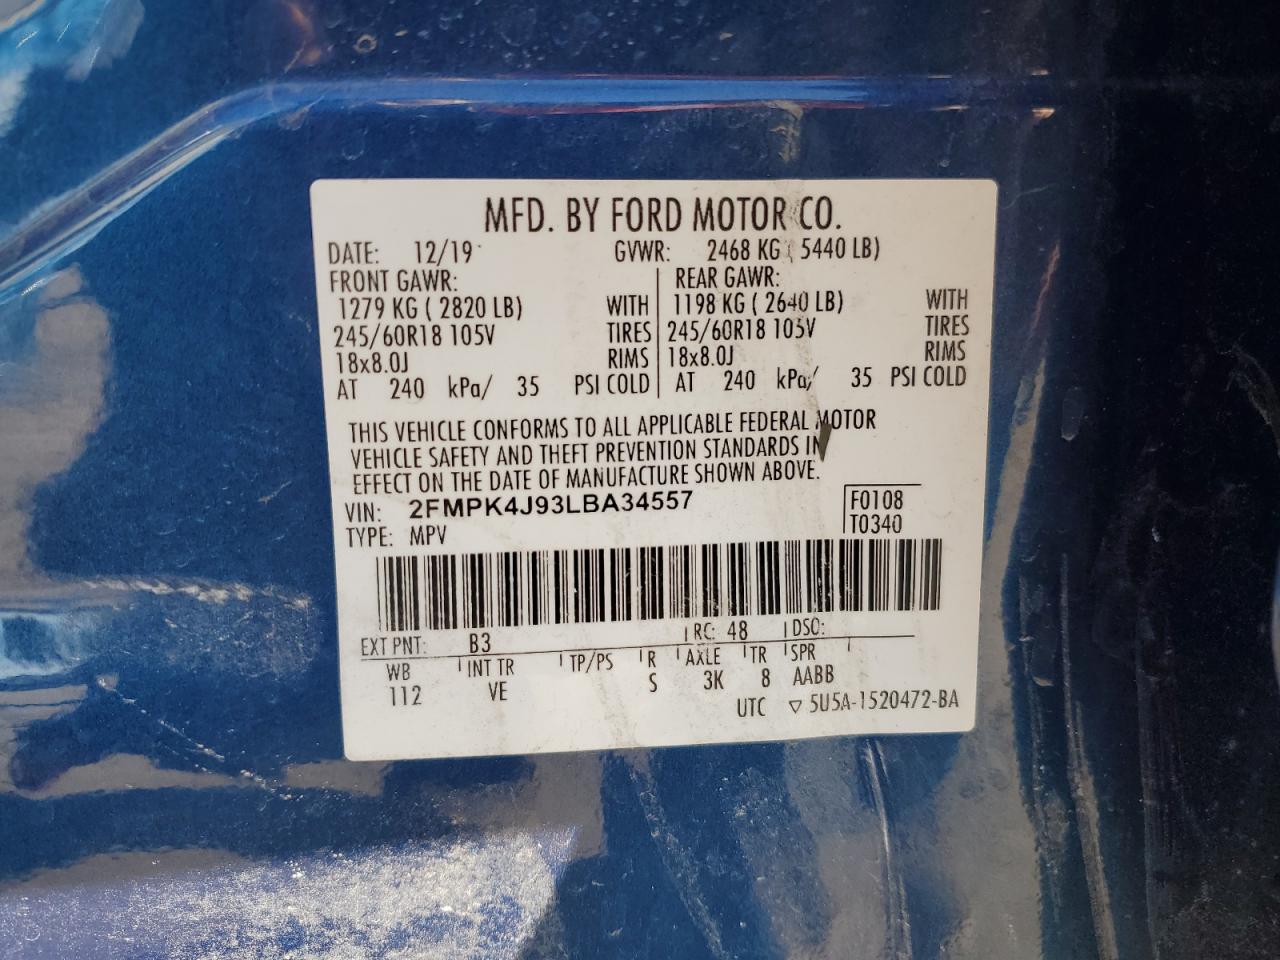 MFD. BY FORD MOTOR CO.
DATE: 12/19 GVWR: 2468 KG ( 5440 LB)
FRONT GAWR: REAR GAWR:
1279 KG ( 2820 LB) WITH 1198 KG ( 2640 LB) WITH
245/60R18 105V TIRES 245/60R18 105V TIRES
18x8.0J RIMS 18x8.0J RIMS
AT 240 kPa/ 35 PSI COLD AT 240 kPa/ 35 PSI COLD
THIS VEHICLE CONFORMS TO ALL APPLICABLE FEDERAL MOTOR
VEHICLE SAFETY AND THEFT PREVENTION STANDARDS IN
EFFECT ON THE DATE OF MANUFACTURE SHOWN ABOVE.
VIN: 2FMPK4J93LBA34557 F0108
TYPE: MPV T0340
EXT PNT: B3 RC: 48 DSO:
WB INT TR TP/PS R AXLE TR SPR
112 VE S 3K 8 AABB
UTC ▽ 5U5A-1520472-BA